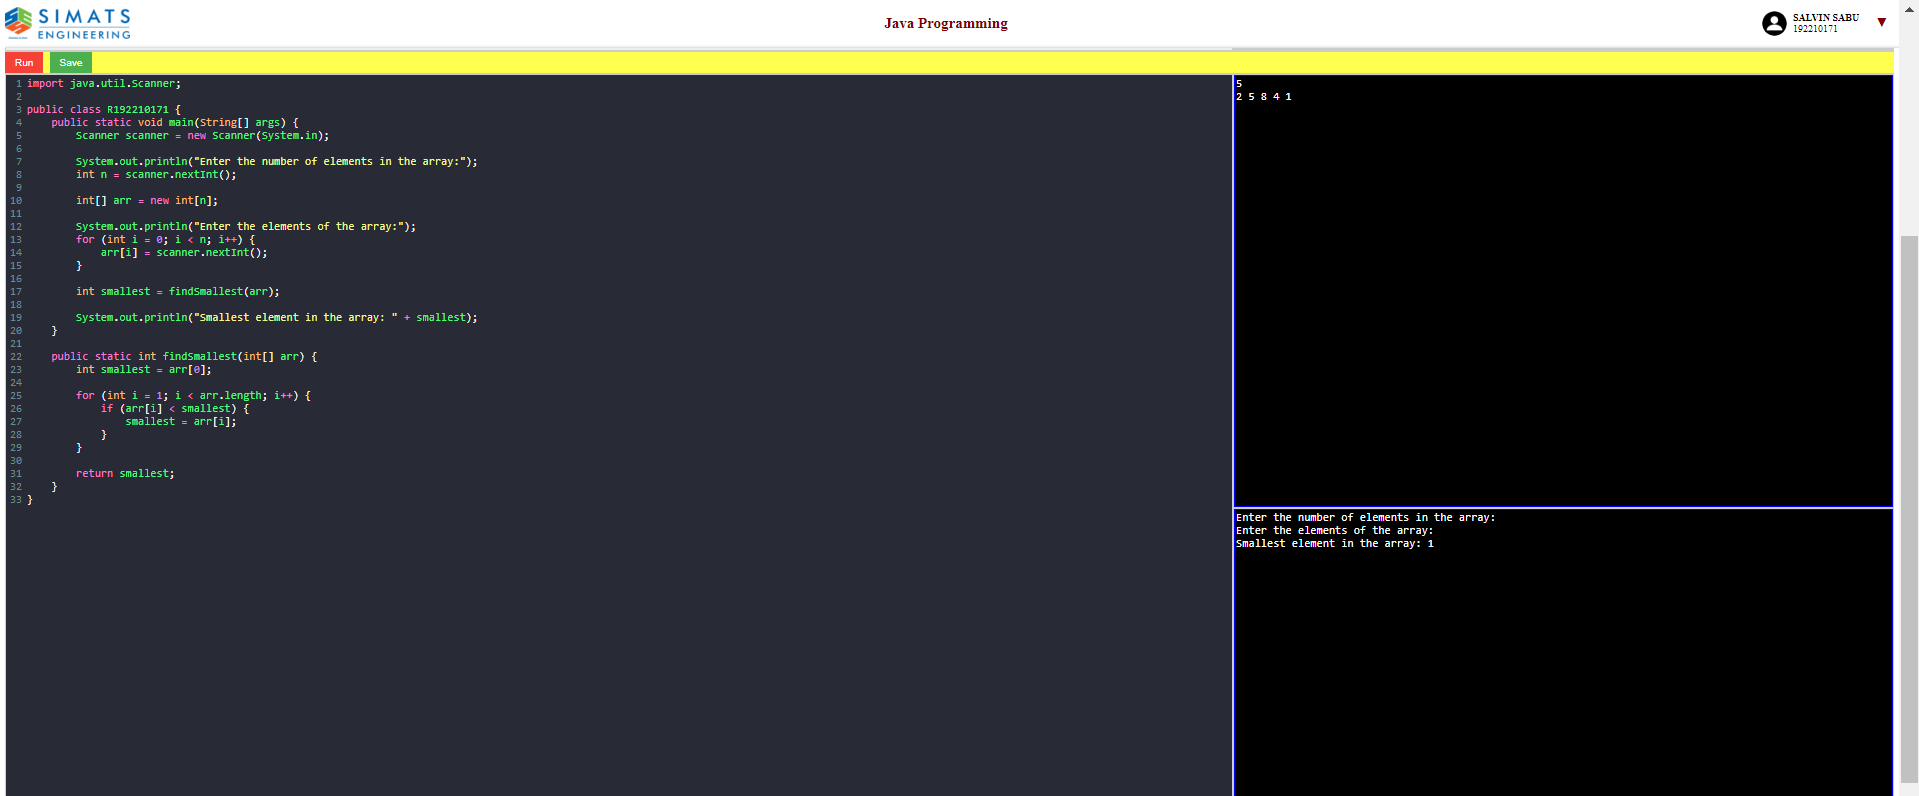 SIMATS
ENGINEERING
Java Programming
SALVIN SABU
192210171
Run Save
1 import java.util.Scanner;
2
3 public class R192210171 {
4     public static void main(String[] args) {
5         Scanner scanner = new Scanner(System.in);
6
7         System.out.println("Enter the number of elements in the array:");
8         int n = scanner.nextInt();
9
10         int[] arr = new int[n];
11
12         System.out.println("Enter the elements of the array:");
13         for (int i = 0; i < n; i++) {
14             arr[i] = scanner.nextInt();
15         }
16
17         int smallest = findSmallest(arr);
18
19         System.out.println("Smallest element in the array: " + smallest);
20     }
21
22     public static int findSmallest(int[] arr) {
23         int smallest = arr[0];
24
25         for (int i = 1; i < arr.length; i++) {
26             if (arr[i] < smallest) {
27                 smallest = arr[i];
28             }
29         }
30
31         return smallest;
32     }
33 }
5
2 5 8 4 1
Enter the number of elements in the array:
Enter the elements of the array:
Smallest element in the array: 1